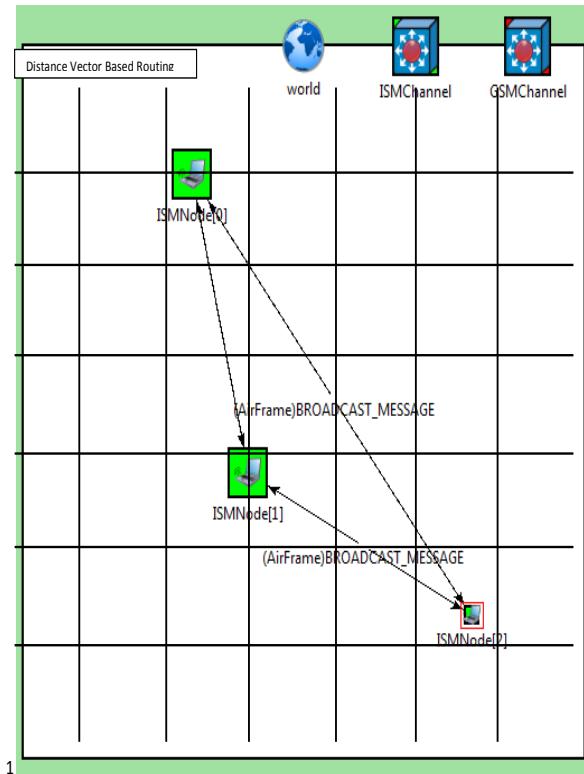 Distance Vector Based Routing
world
ISMChannel
GSMChannel
ISMNode[0]
(AirFrame)BROADCAST_MESSAGE
ISMNode[1]
(AirFrame)BROADCAST_MESSAGE
ISMNode[2]
1